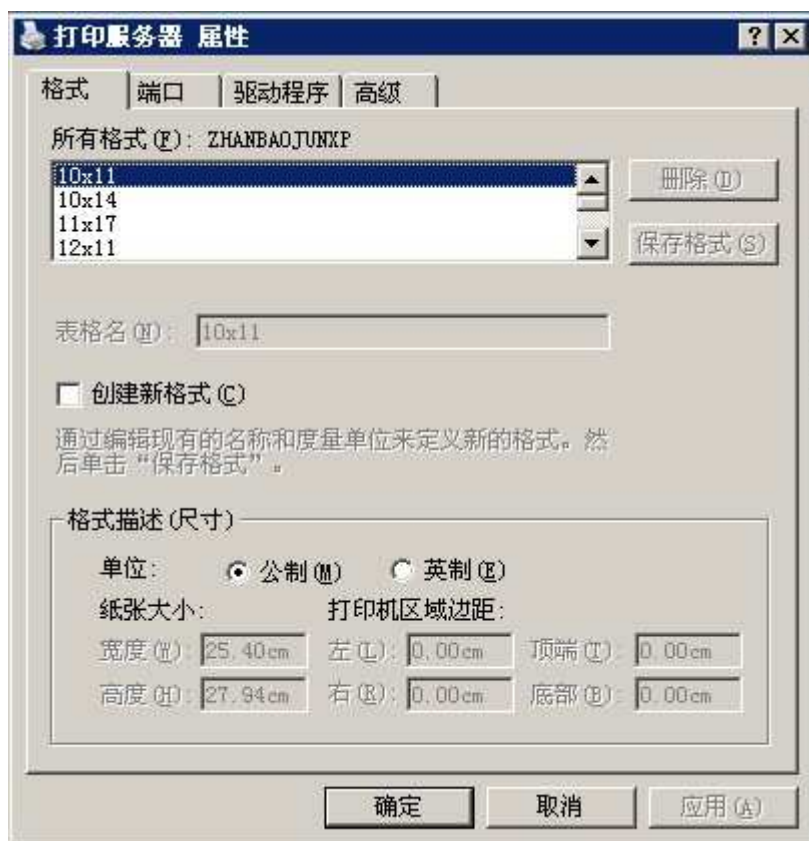 打印服务器 属性
格式 端口 驱动程序 高级
所有格式(F): ZHANBAOJUNXP
10x11
10x14
11x17
12x11
删除(D)
保存格式(S)
表格名(N): 10x11
创建新格式(C)
通过编辑现有的名称和度量单位来定义新的格式。然
后单击“保存格式”。
格式描述(尺寸)
单位: 公制(M) 英制(E)
纸张大小: 打印机区域边距:
宽度(W): 25.40cm 左(L): 0.00cm 顶端(T): 0.00cm
高度(H): 27.94cm 右(R): 0.00cm 底部(B): 0.00cm
确定 取消 应用(A)